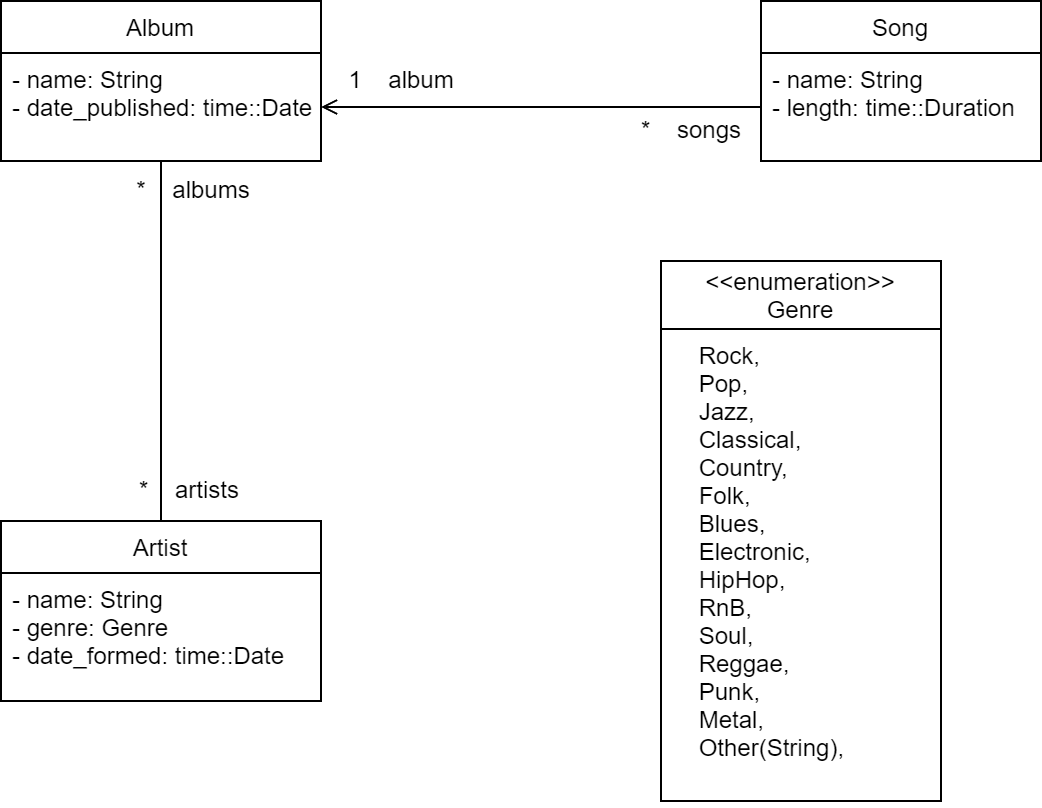 Album
- name: String
- date_published: time::Date
1 album
* songs
Song
- name: String
- length: time::Duration
* albums
* artists
Artist
- name: String
- genre: Genre
- date_formed: time::Date
<<enumeration>>
Genre
Rock,
Pop,
Jazz,
Classical,
Country,
Folk,
Blues,
Electronic,
HipHop,
RnB,
Soul,
Reggae,
Punk,
Metal,
Other(String),